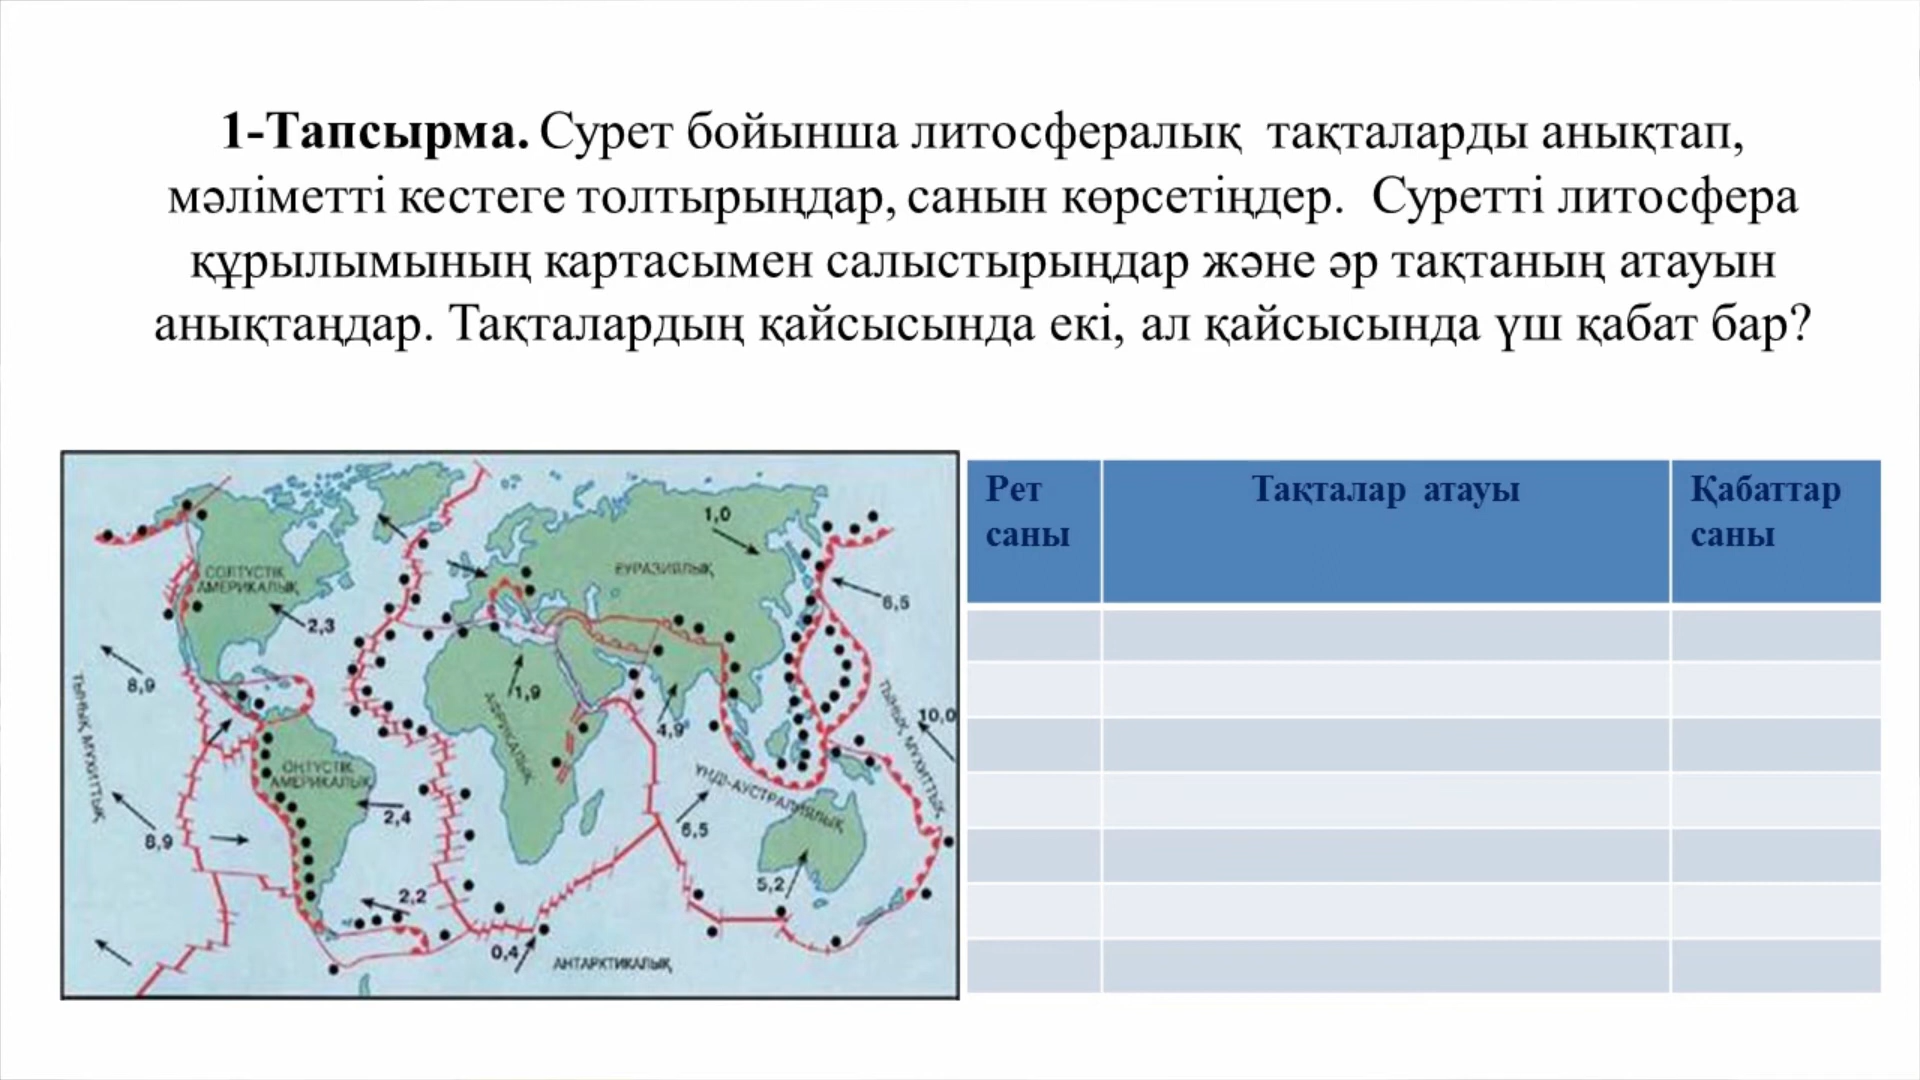 1-Тапсырма. Сурет бойынша литосфералық тақталарды анықтап,
мәліметті кестеге толтырыңдар, санын көрсетіңдер. Суретті литосфера
құрылымының картасымен салыстырыңдар және әр тақтаның атауын
анықтаңдар. Тақталардың қайсысында екі, ал қайсысында үш қабат бар?
Рет
саны
Тақталар атауы
Қабаттар
саны
1,0
ЕУРАЗИЯЛЫҚ
СОЛТҮСТІК
АМЕРИКАЛЫҚ
6,5
2,3
8,9
1,9
ТЫНЫҚ МҰХИТТЫҚ
АФРИКАЛЫҚ
4,9
ТЫНЫҚ МҰХИТТЫҚ
10,0
ОҢТҮСТІК
АМЕРИКАЛЫҚ
ҮНДІ-АУСТРАЛИЯЛЫҚ
2,4
6,5
8,9
5,2
2,2
0,4
АНТАРКТИКАЛЫҚ